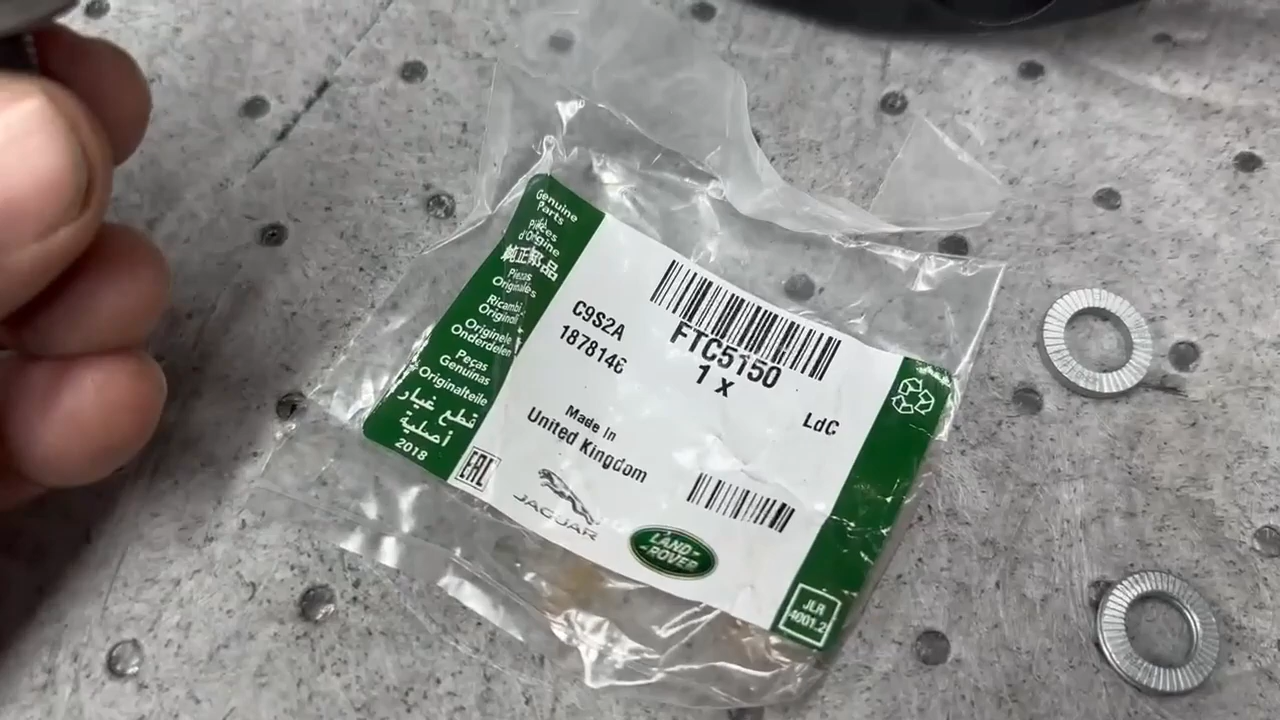 Genuine
Parts
Pièces
d'Origine
純正部品
Piezas
Originales
Ricambi
Originali
Originele
Onderdelen
Peças
Genuinas
Originalteile
قطع غيار
أصلية
2018
EAC
C9S2A
1878146
FTC5150
1 x
LdC
Made In
United Kingdom
JAGUAR
LAND-
-ROVER
JLR
4001.2